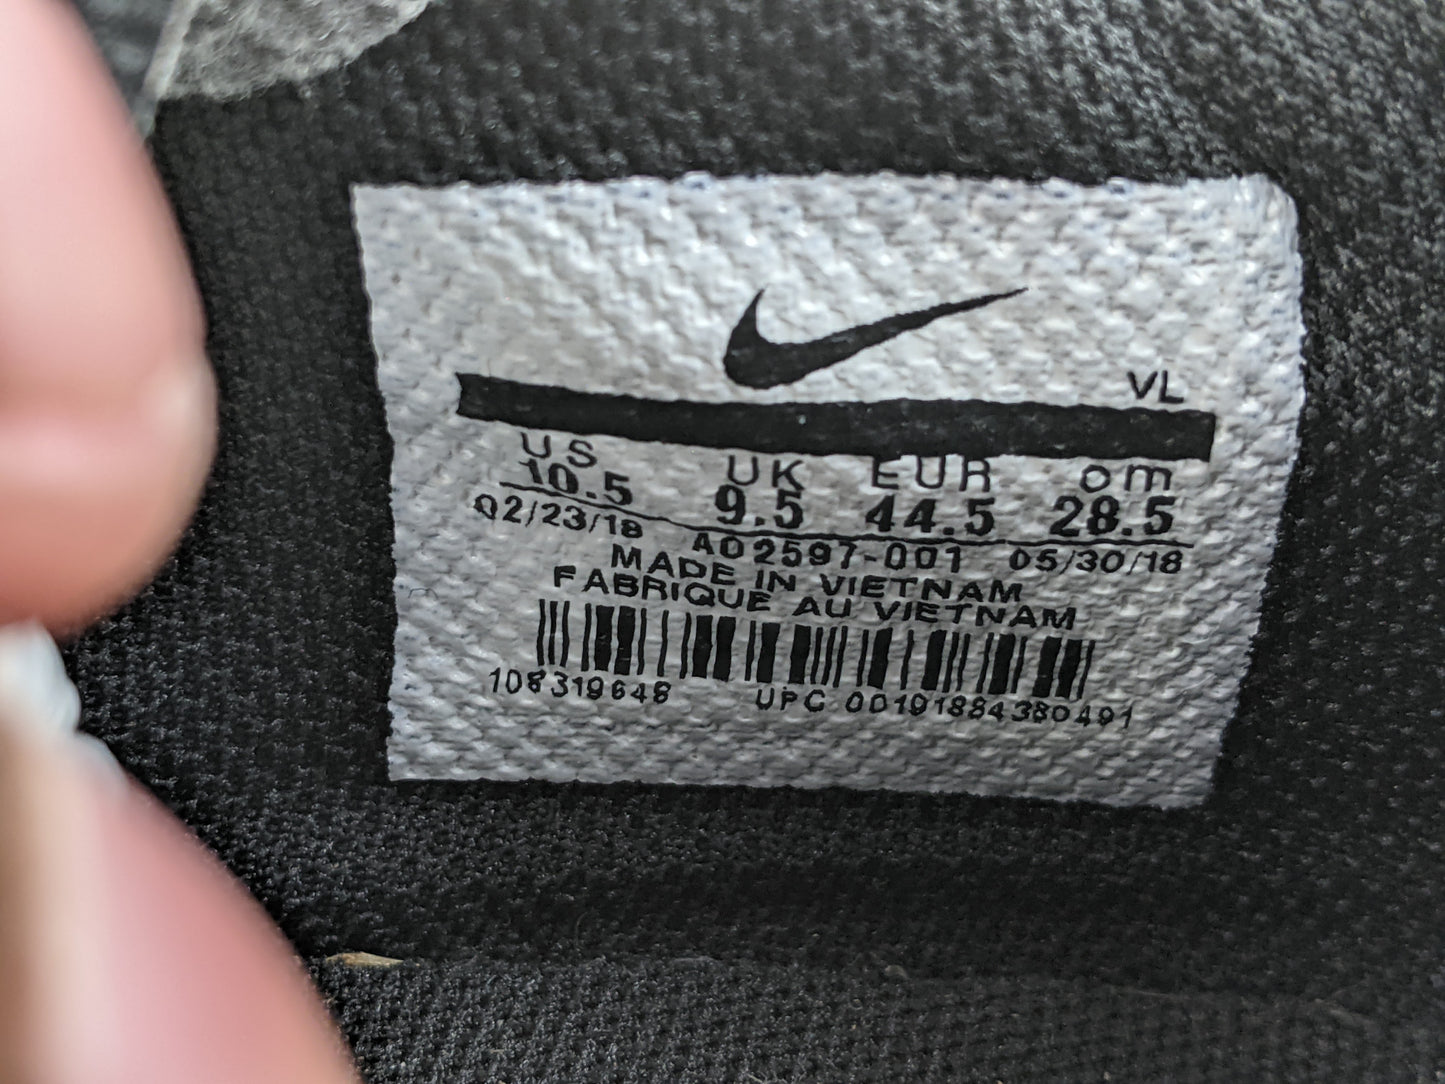 VL
US UK EUR cm
10.5 9.5 44.5 28.5
02/23/18 AO2597-001 05/30/18
MADE IN VIETNAM
FABRIQUE AU VIETNAM
108319648 UPC 00191884380491